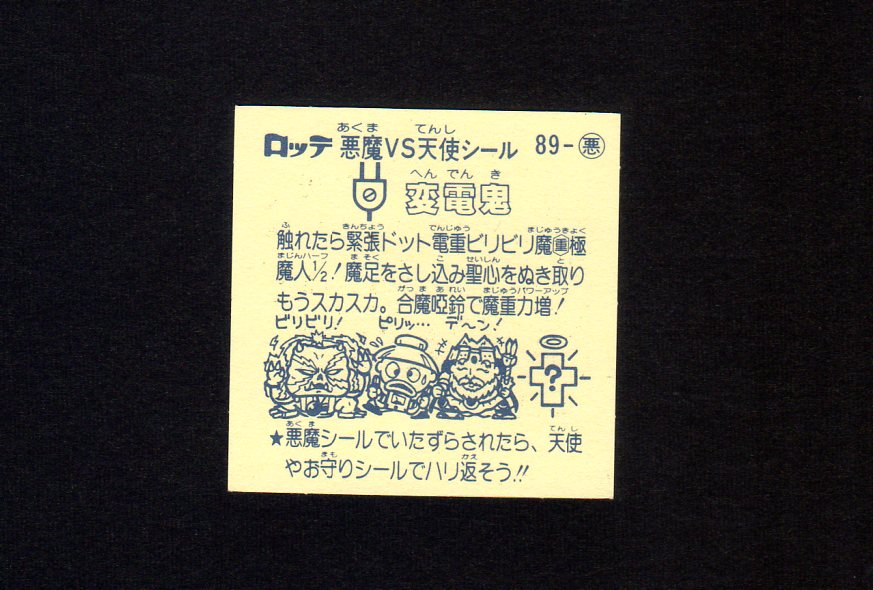 ロッテ 悪魔VS天使シール 89-悪
変電鬼
触れたら緊張ドット電重ビリビリ魔重極
魔人1/2!魔足をさし込み聖心をぬき取り
もうスカスカ。合魔啞鈴で魔重力増!
ビリビリ! ピリッ… デ〜ン!
?
★悪魔シールでいたずらされたら、天使
やお守りシールでハリ返そう!!